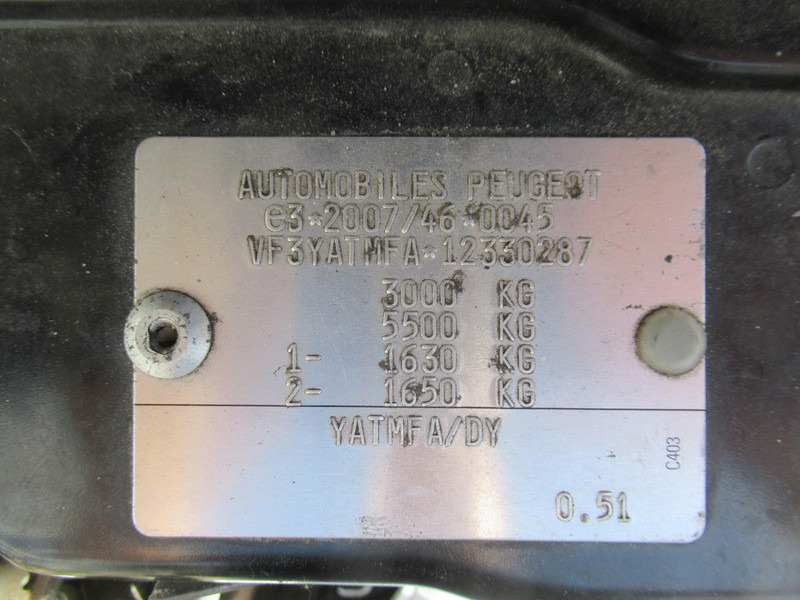 AUTOMOBILES PEUGEOT
e3*2007/46*0045
VF3YATMFA*12330287
3000 KG
5500 KG
1- 1630 KG
2- 1650 KG
YATMFA/DY
C403
0.51